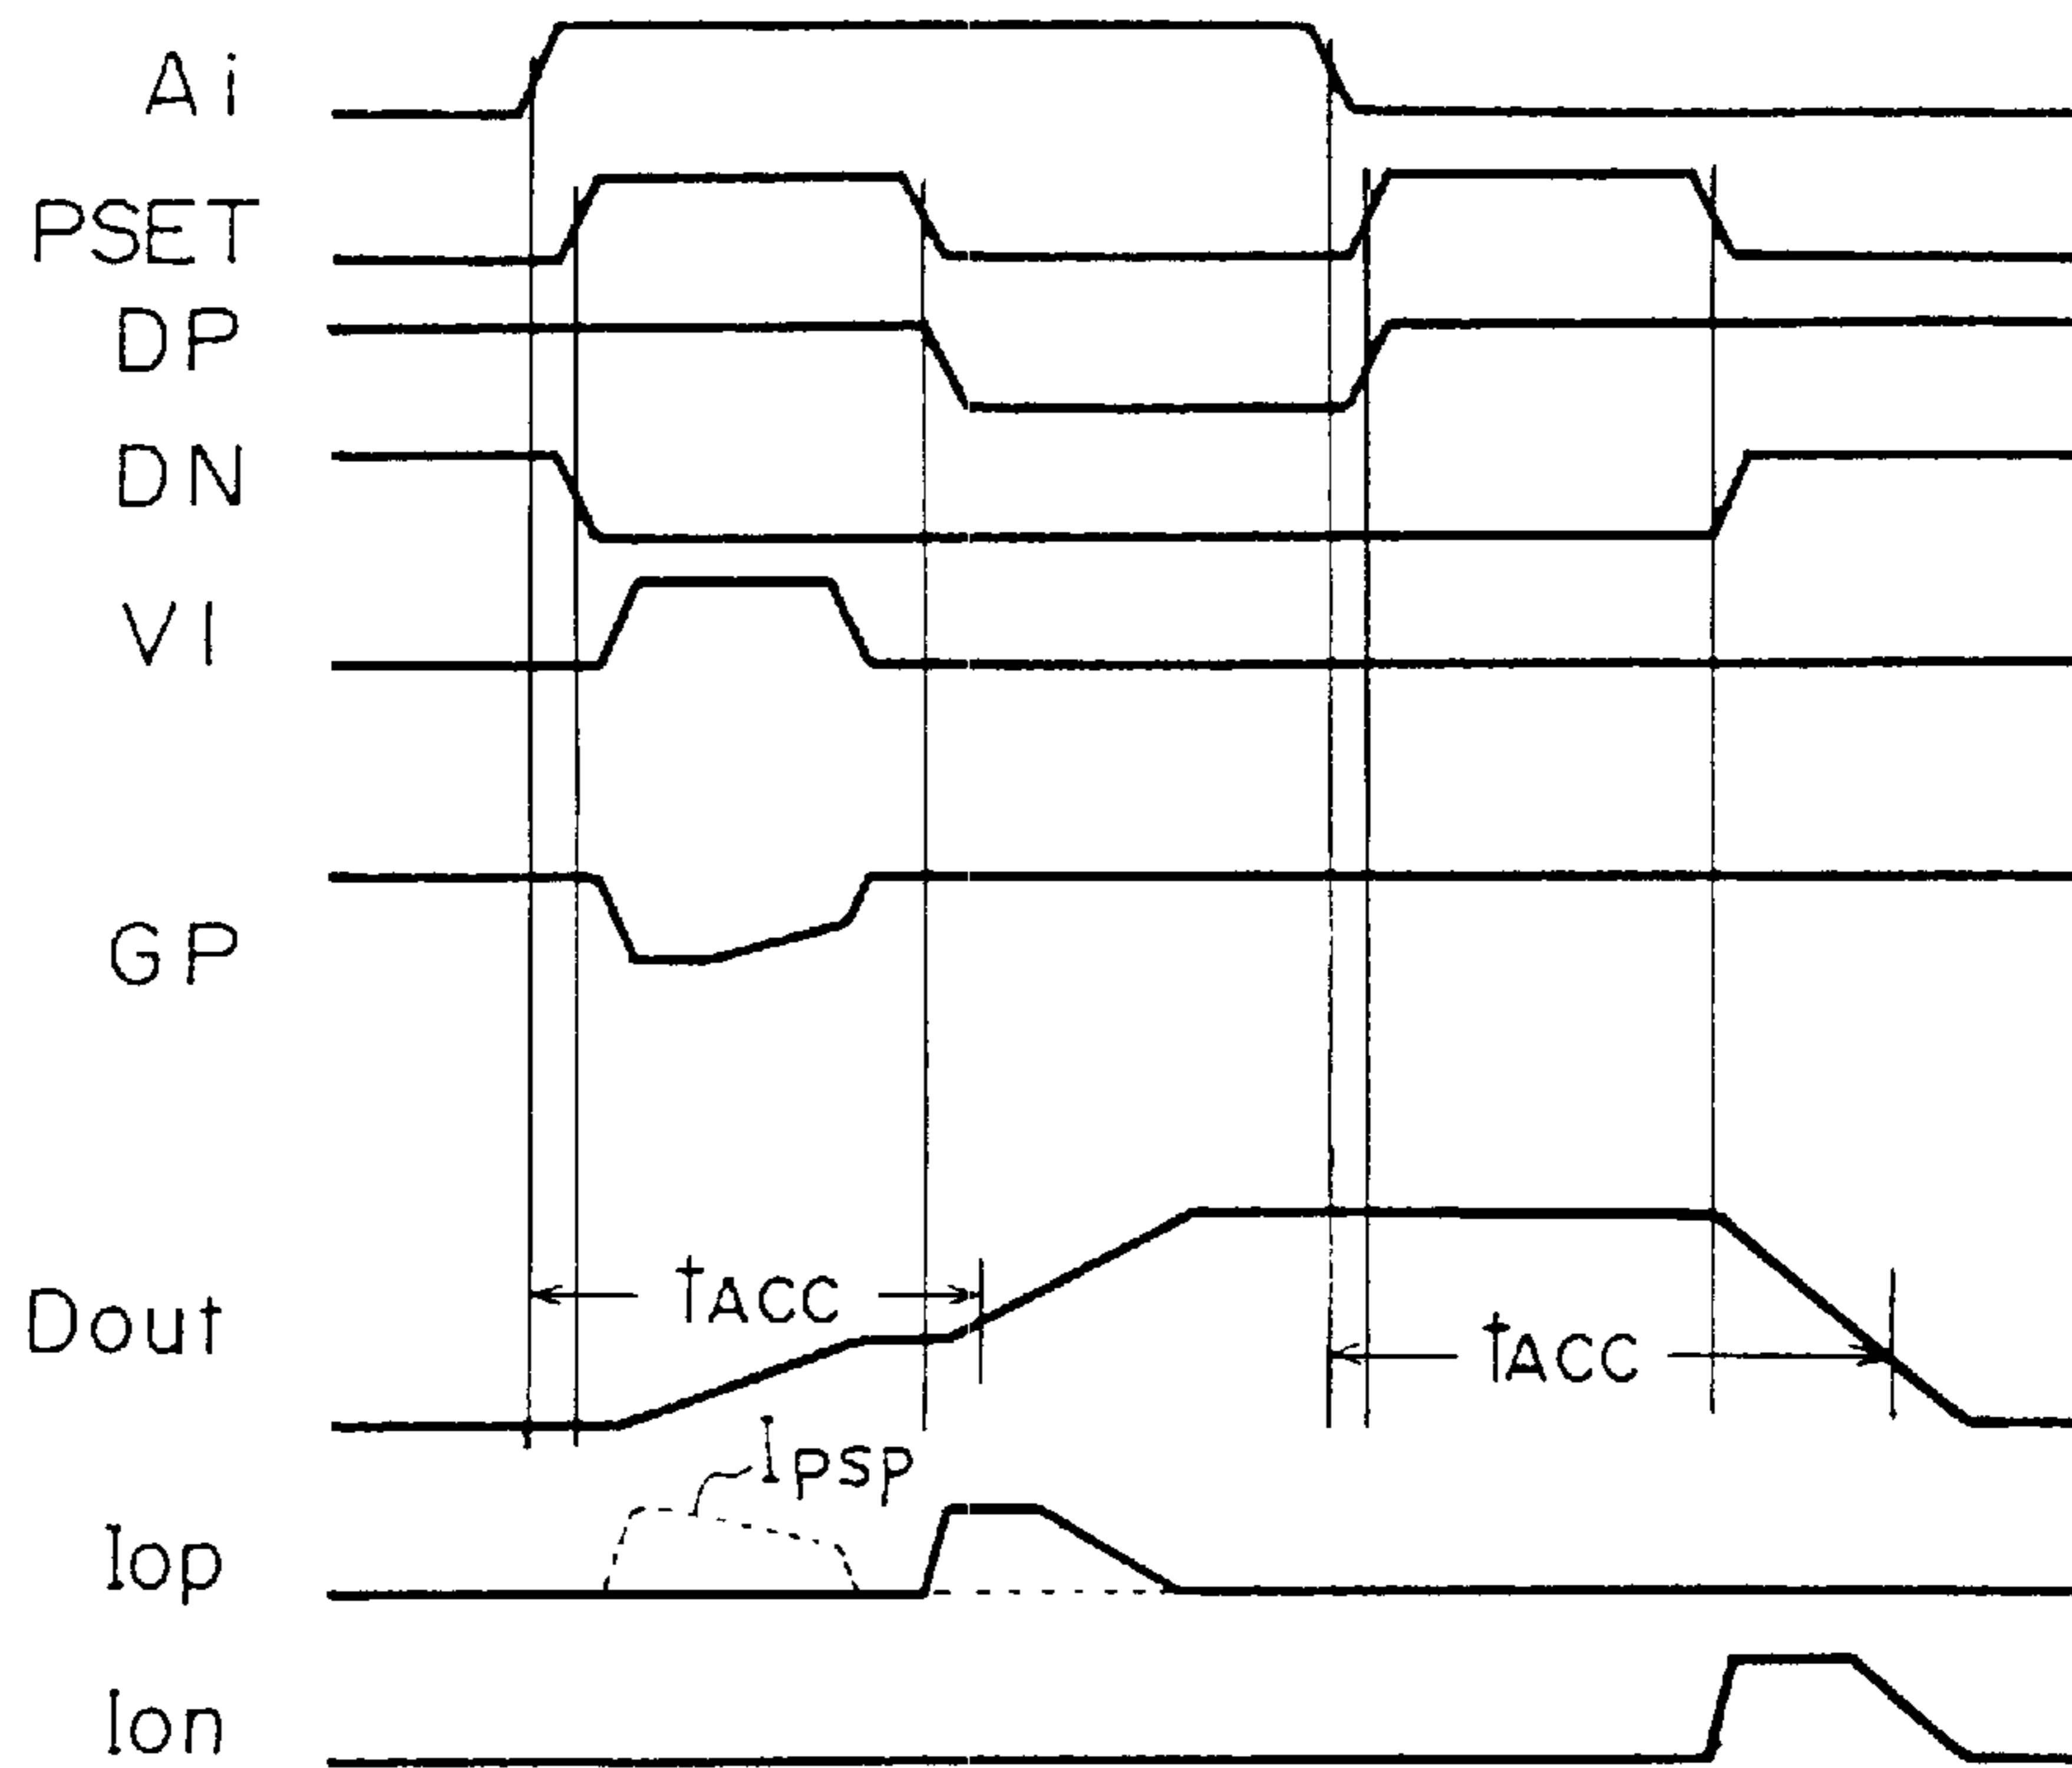 Ai
PSET
DP
DN
VI
GP
Dout
tACC
tACC
IPSP
Iop
Ion